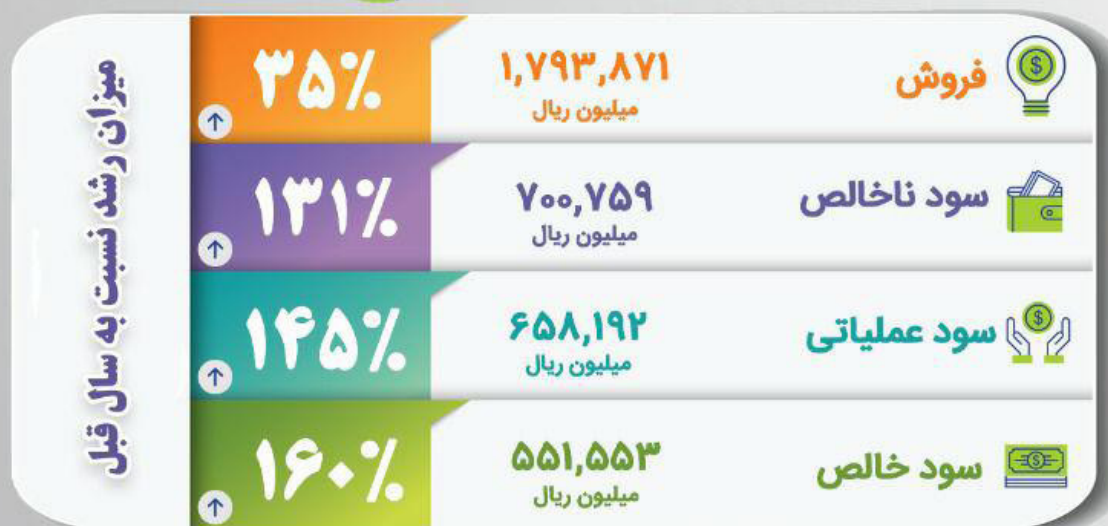 فروش
۱,۷۹۳,۸۷۱
میلیون ریال
۳۵%
سود ناخالص
۷۰۰,۷۵۹
میلیون ریال
۱۳۱%
سود عملیاتی
۶۵۸,۱۹۲
میلیون ریال
۱۴۵%
سود خالص
۵۵۱,۵۵۳
میلیون ریال
۱۶۰%
میزان رشد نسبت به سال قبل